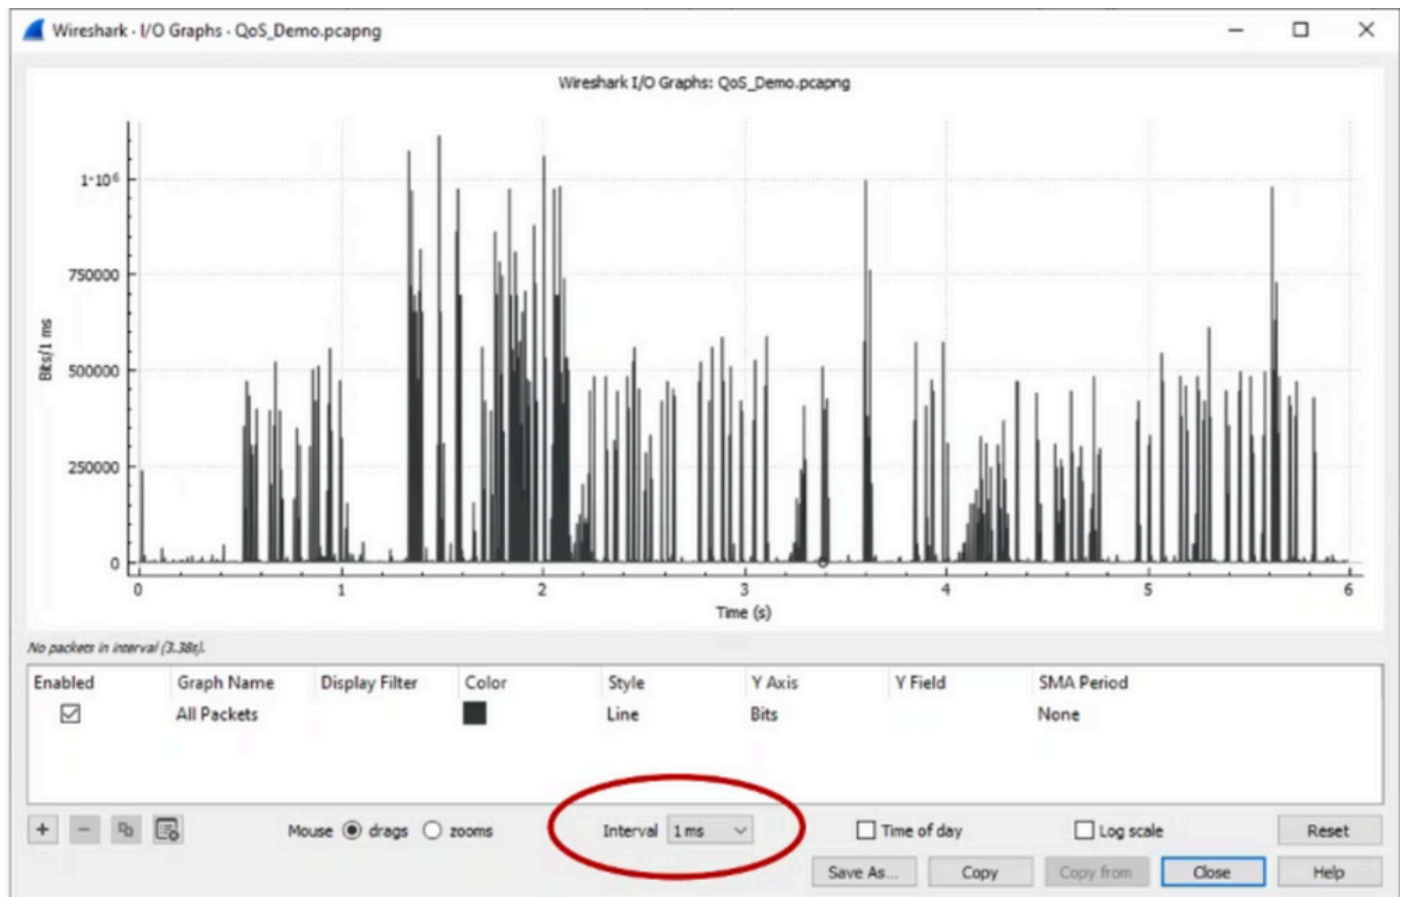 Wireshark · I/O Graphs · QoS_Demo.pcapng
Wireshark I/O Graphs: QoS_Demo.pcapng
1·10⁶
750000
500000
250000
0
Bits/1 ms
0 1 2 3 4 5 6
Time (s)
No packets in interval (3.38s).
Enabled Graph Name Display Filter Color Style Y Axis Y Field SMA Period
All Packets Line Bits None
Mouse drags zooms Interval 1 ms Time of day Log scale Reset
Save As... Copy Copy from Close Help